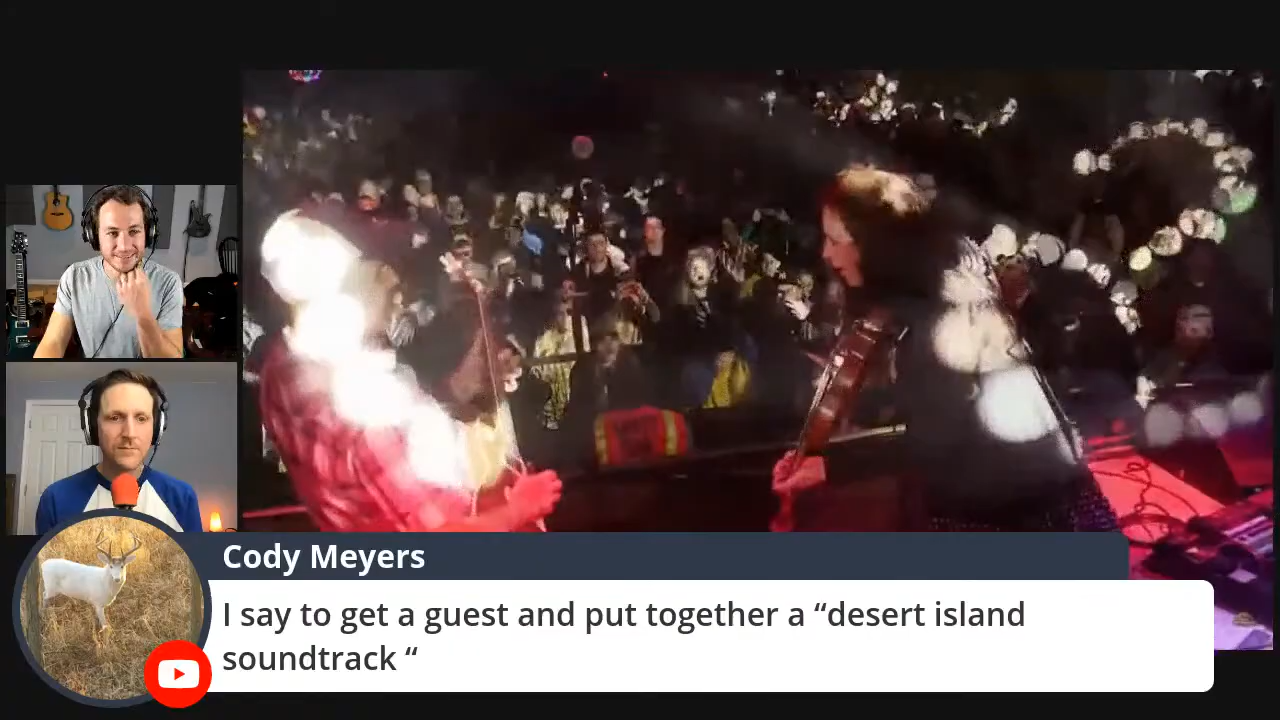 Cody Meyers
I say to get a guest and put together a “desert island
soundtrack “